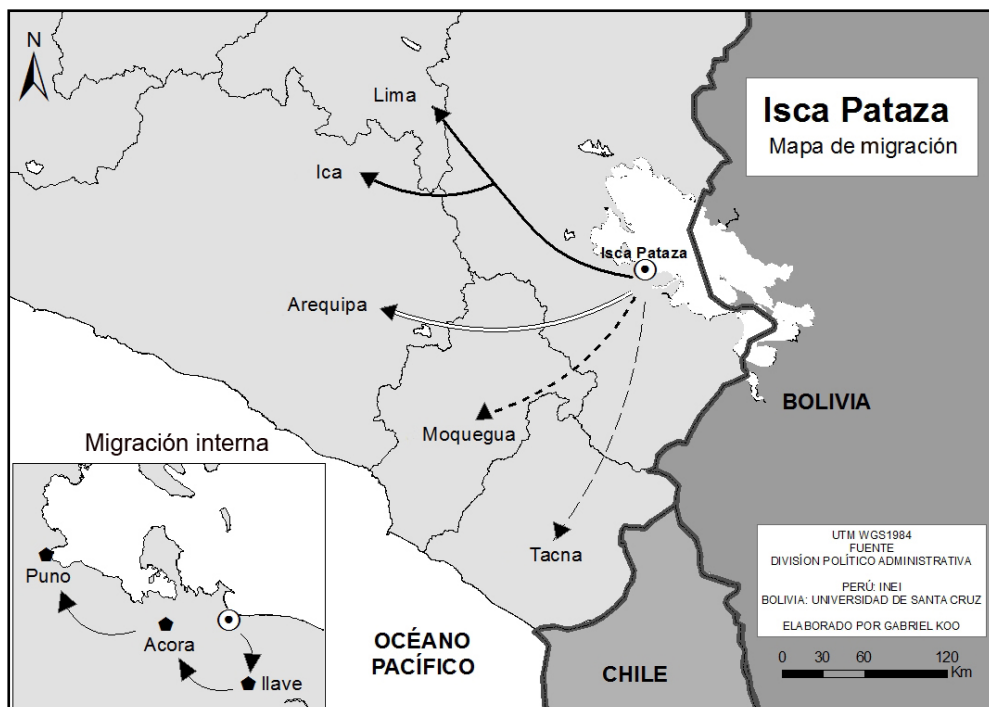 N
Isca Pataza
Mapa de migración
Lima
Ica
Isca Pataza
Arequipa
BOLIVIA
Moquegua
Migración interna
Tacna
UTM WGS1984
FUENTE
DIVISÍON POLÍTICO ADMINISTRATIVA
PERÚ: INEI
BOLIVIA: UNIVERSIDAD DE SANTA CRUZ
ELABORADO POR GABRIEL KOO
Puno
Acora
Ilave
OCÉANO
PACÍFICO
CHILE
0 30 60 120
Km